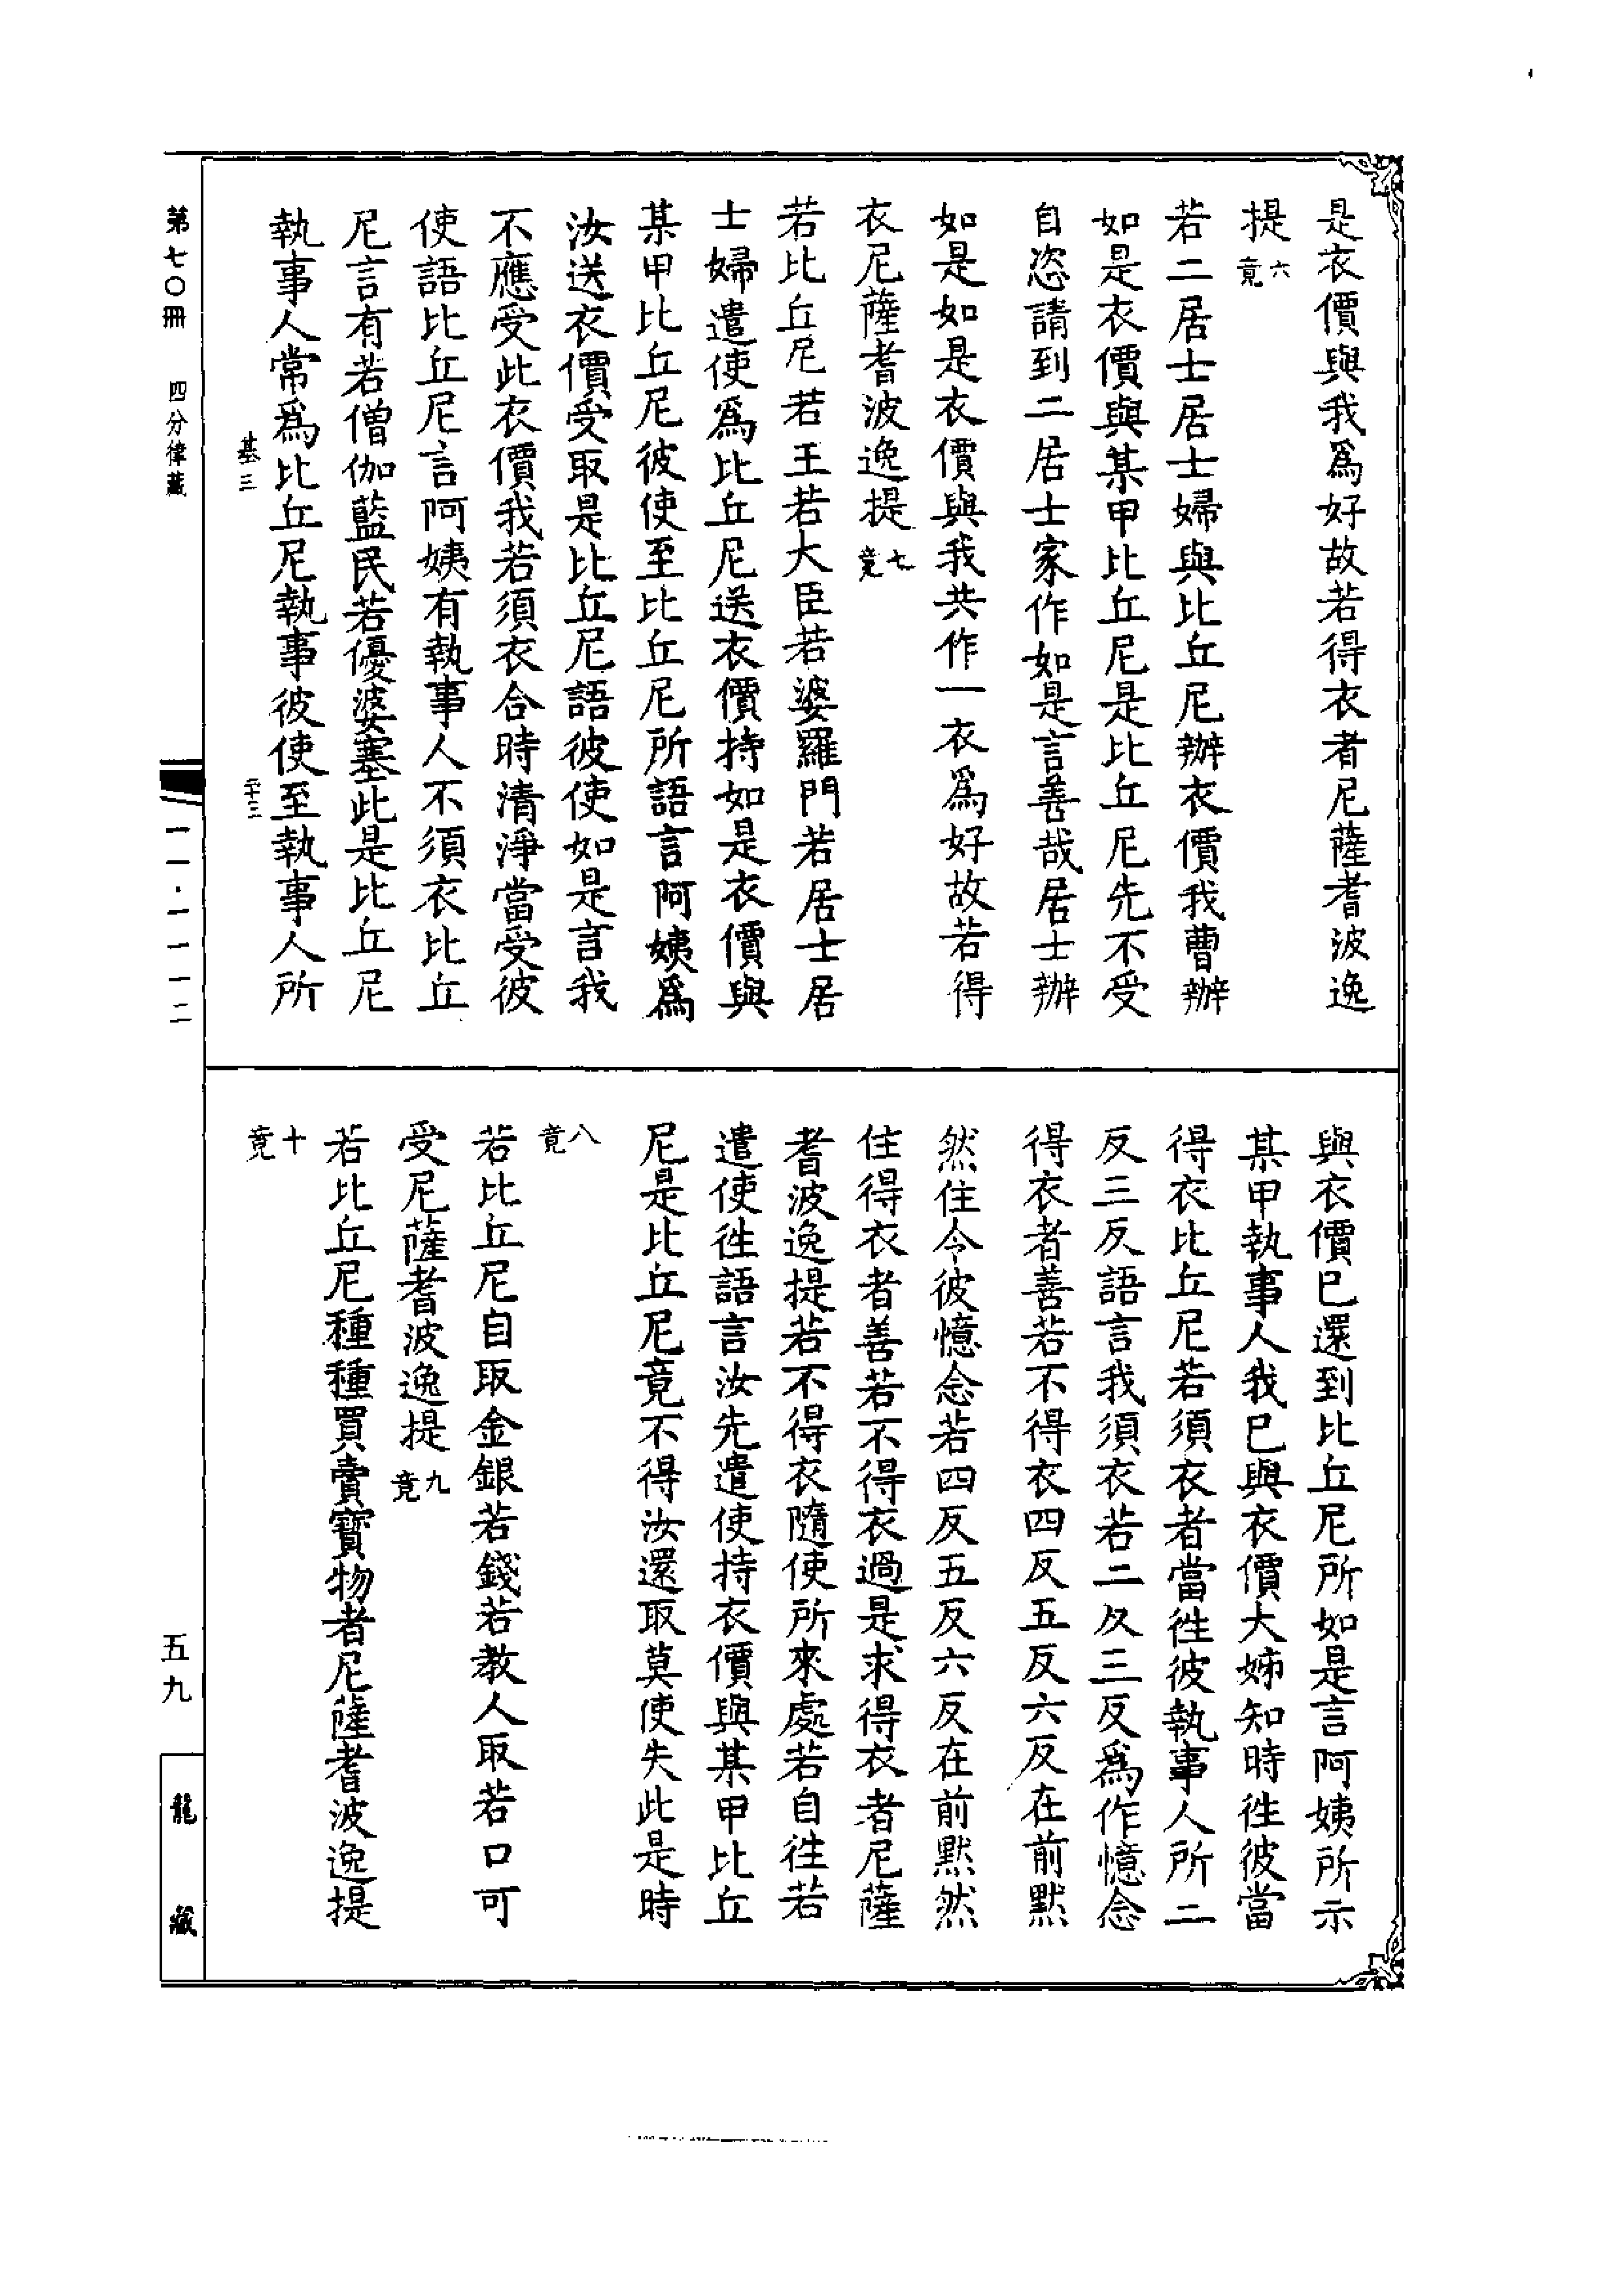 是衣價與我爲好故若得衣者尼薩耆波逸
提六竟
若二居士居士婦與比丘尼辦衣價我曹辦
如是衣價與某甲比丘尼是比丘尼先不受
自恣請到二居士家作如是言善哉居士辦
如是如是衣價與我共作一衣爲好故若得
衣尼薩耆波逸提七竟
若比丘尼若王若大臣若婆羅門若居士居
士婦遣使爲比丘尼送衣價持如是衣價與
某甲比丘尼彼使至比丘尼所語言阿姨爲
汝送衣價受取是比丘尼語彼使如是言我
不應受此衣價我若須衣合時清淨當受彼
使語比丘尼言阿姨有執事人不須衣比丘
尼言有若僧伽藍民若優婆塞此是比丘尼
執事人常爲比丘尼執事彼使至執事人所
基三 二十三
與衣價已還到比丘尼所如是言阿姨所示
某甲執事人我已與衣價大姊知時徃彼當
得衣比丘尼若須衣者當徃彼執事人所二
反三反語言我須衣若二反三反爲作憶念
得衣者善若不得衣四反五反六反在前默
然住令彼憶念若四反五反六反在前默然
住得衣者善若不得衣過是求得衣者尼薩
耆波逸提若不得衣隨使所來處若自徃若
遣使徃語言汝先遣使持衣價與某甲比丘
尼是比丘尼竟不得汝還取莫使失此是時
八竟
若比丘尼自取金銀若錢若教人取若口可
受尼薩耆波逸提九竟
若比丘尼種種買賣寶物者尼薩耆波逸提
十竟
第七〇冊 四分律藏
一一·一一一二
五九
龍藏